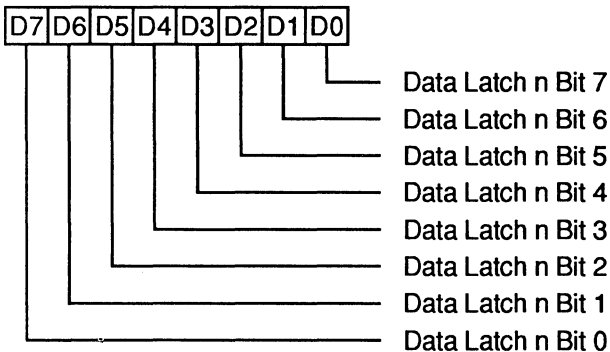 D7 D6 D5 D4 D3 D2 D1 D0
Data Latch n Bit 7
Data Latch n Bit 6
Data Latch n Bit 5
Data Latch n Bit 4
Data Latch n Bit 3
Data Latch n Bit 2
Data Latch n Bit 1
Data Latch n Bit 0